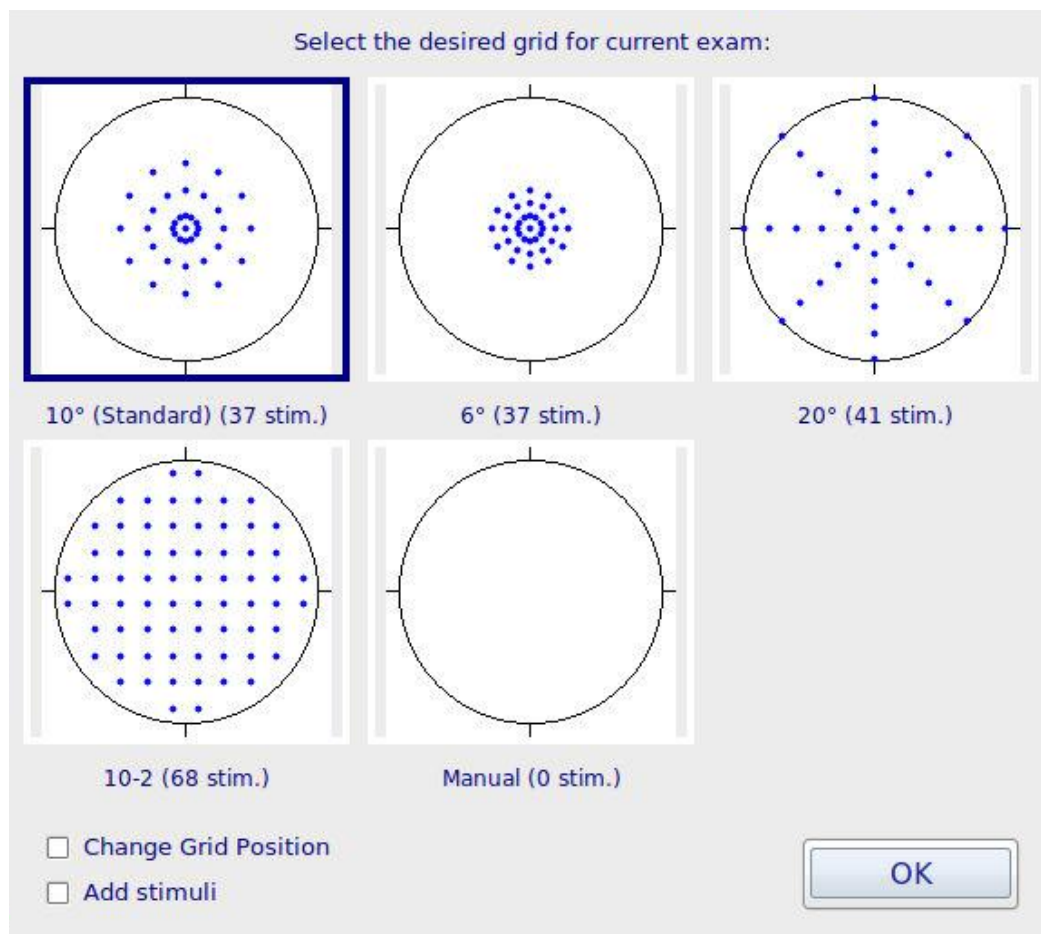 Select the desired grid for current exam:
10° (Standard) (37 stim.)
6° (37 stim.)
20° (41 stim.)
10-2 (68 stim.)
Manual (0 stim.)
Change Grid Position
Add stimuli
OK